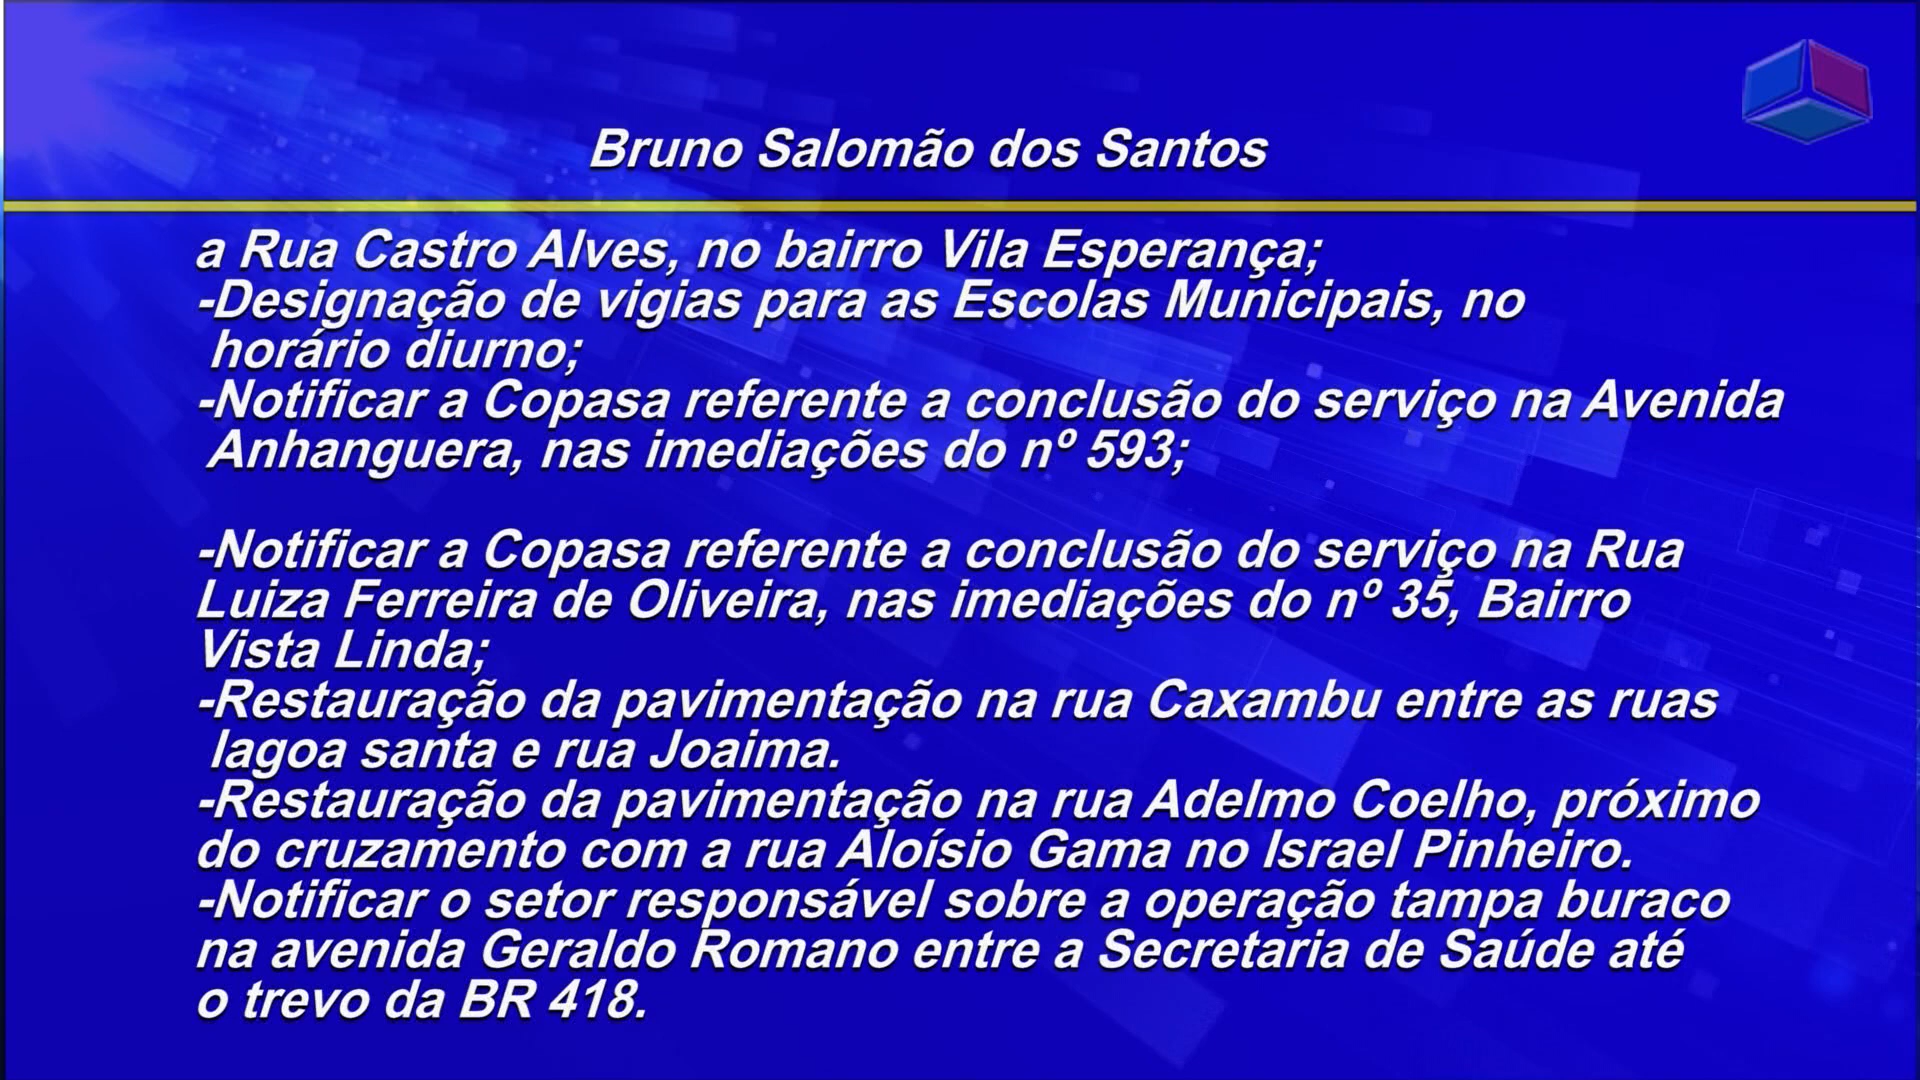 Bruno Salomão dos Santos
a Rua Castro Alves, no bairro Vila Esperança;
-Designação de vigias para as Escolas Municipais, no
horário diurno;
-Notificar a Copasa referente a conclusão do serviço na Avenida
Anhanguera, nas imediações do nº 593;
-Notificar a Copasa referente a conclusão do serviço na Rua
Luiza Ferreira de Oliveira, nas imediações do nº 35, Bairro
Vista Linda;
-Restauração da pavimentação na rua Caxambu entre as ruas
lagoa santa e rua Joaima.
-Restauração da pavimentação na rua Adelmo Coelho, próximo
do cruzamento com a rua Aloísio Gama no Israel Pinheiro.
-Notificar o setor responsável sobre a operação tampa buraco
na avenida Geraldo Romano entre a Secretaria de Saúde até
o trevo da BR 418.